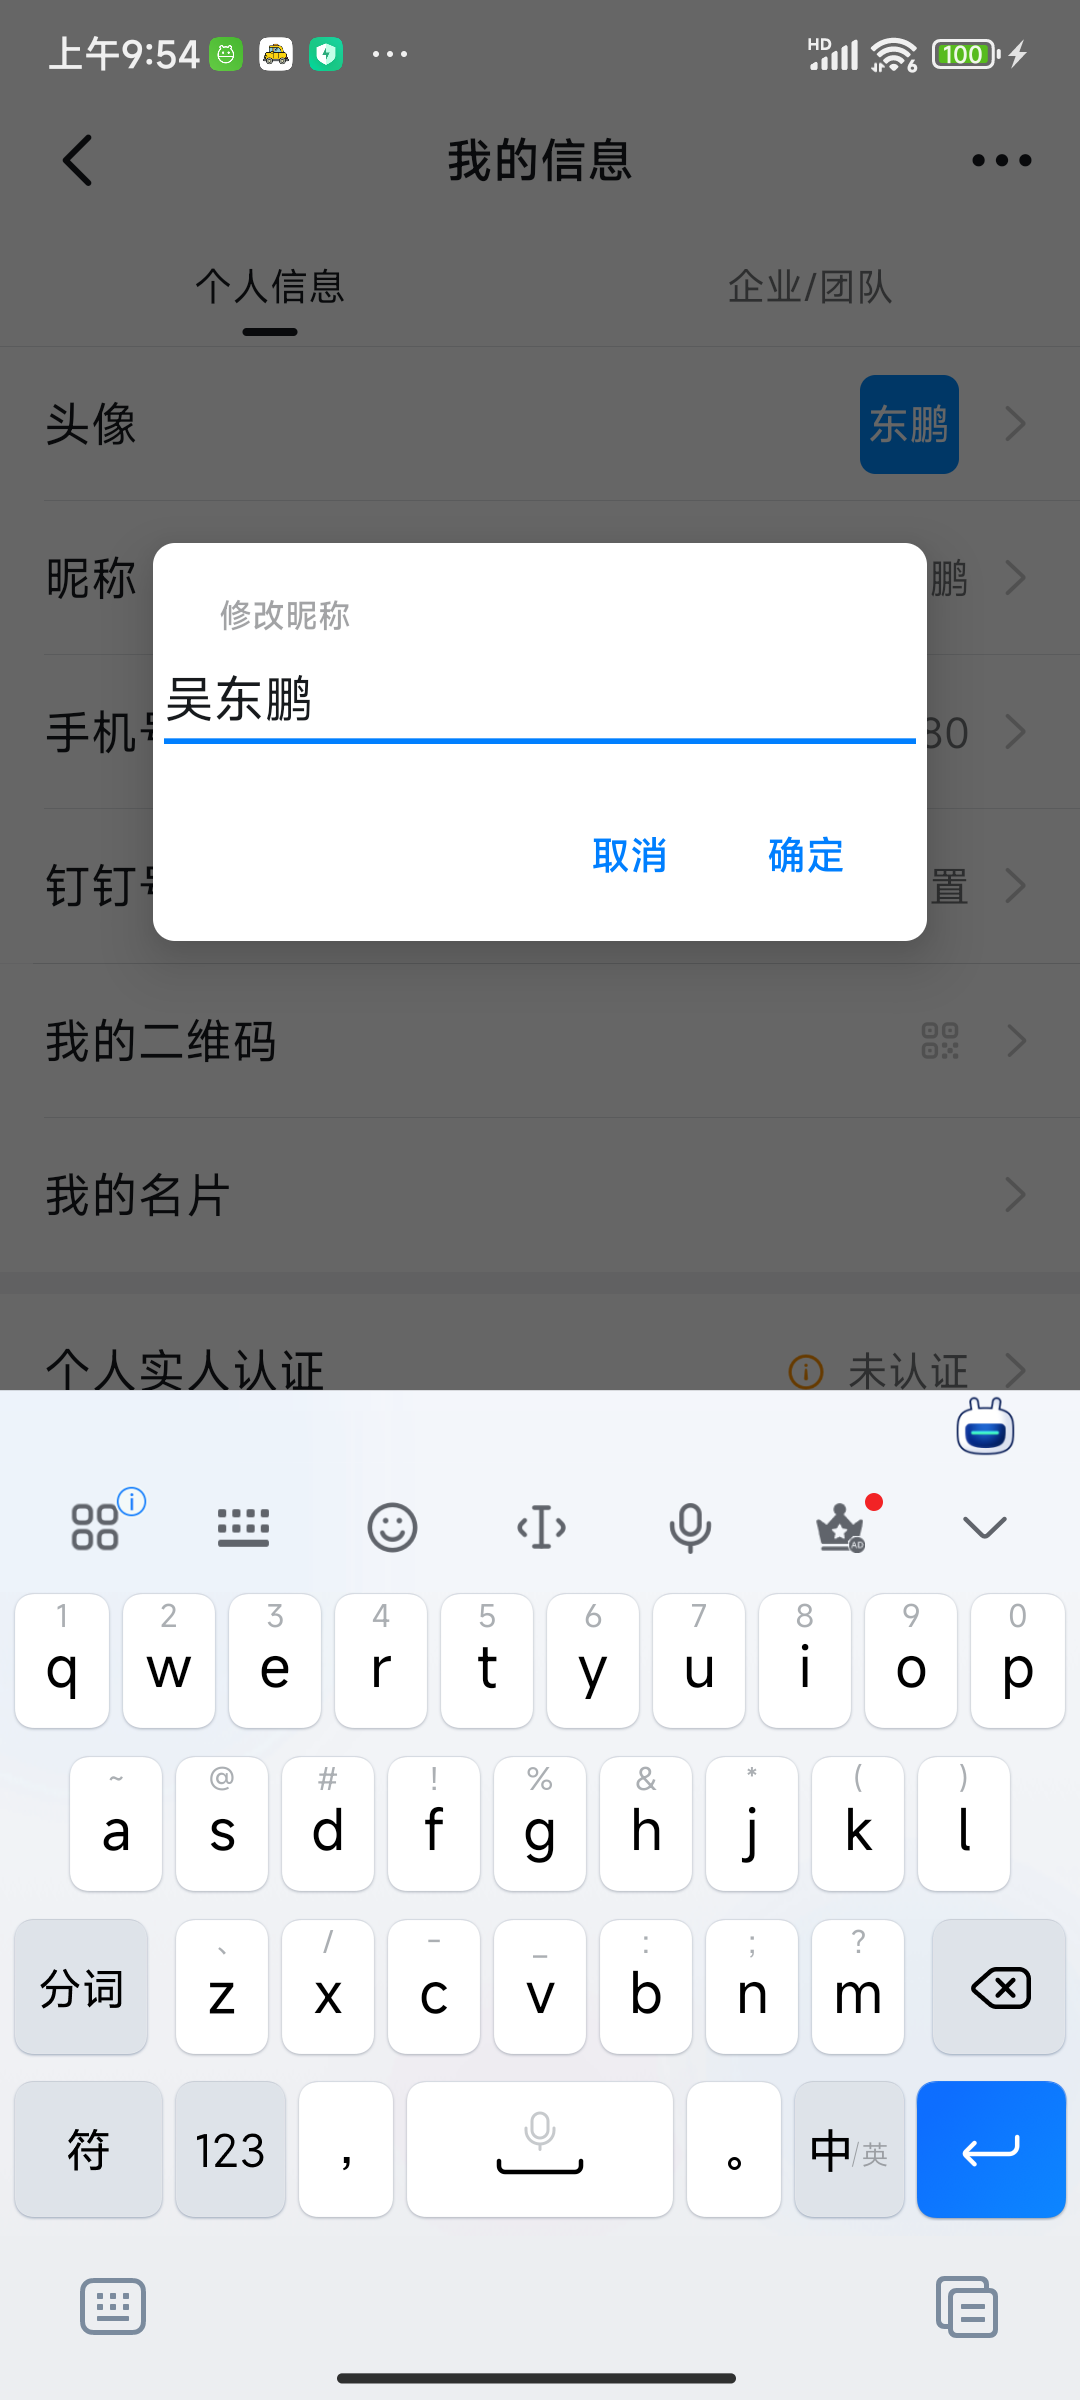 上午9:54 ... HD 6 100
我的信息
个人信息 企业/团队
头像 东鹏
昵称 鹏
修改昵称
吴东鹏
手机 80
取消 确定
钉钉 置
我的二维码
我的名片
个人实人认证 未认证
AD
1 2 3 4 5 6 7 8 9 0
q w e r t y u i o p
~ @ # ! % & * ( )
a s d f g h j k l
、 / - _ : ; ?
分词 z x c v b n m
符 123 ， 。 中/英